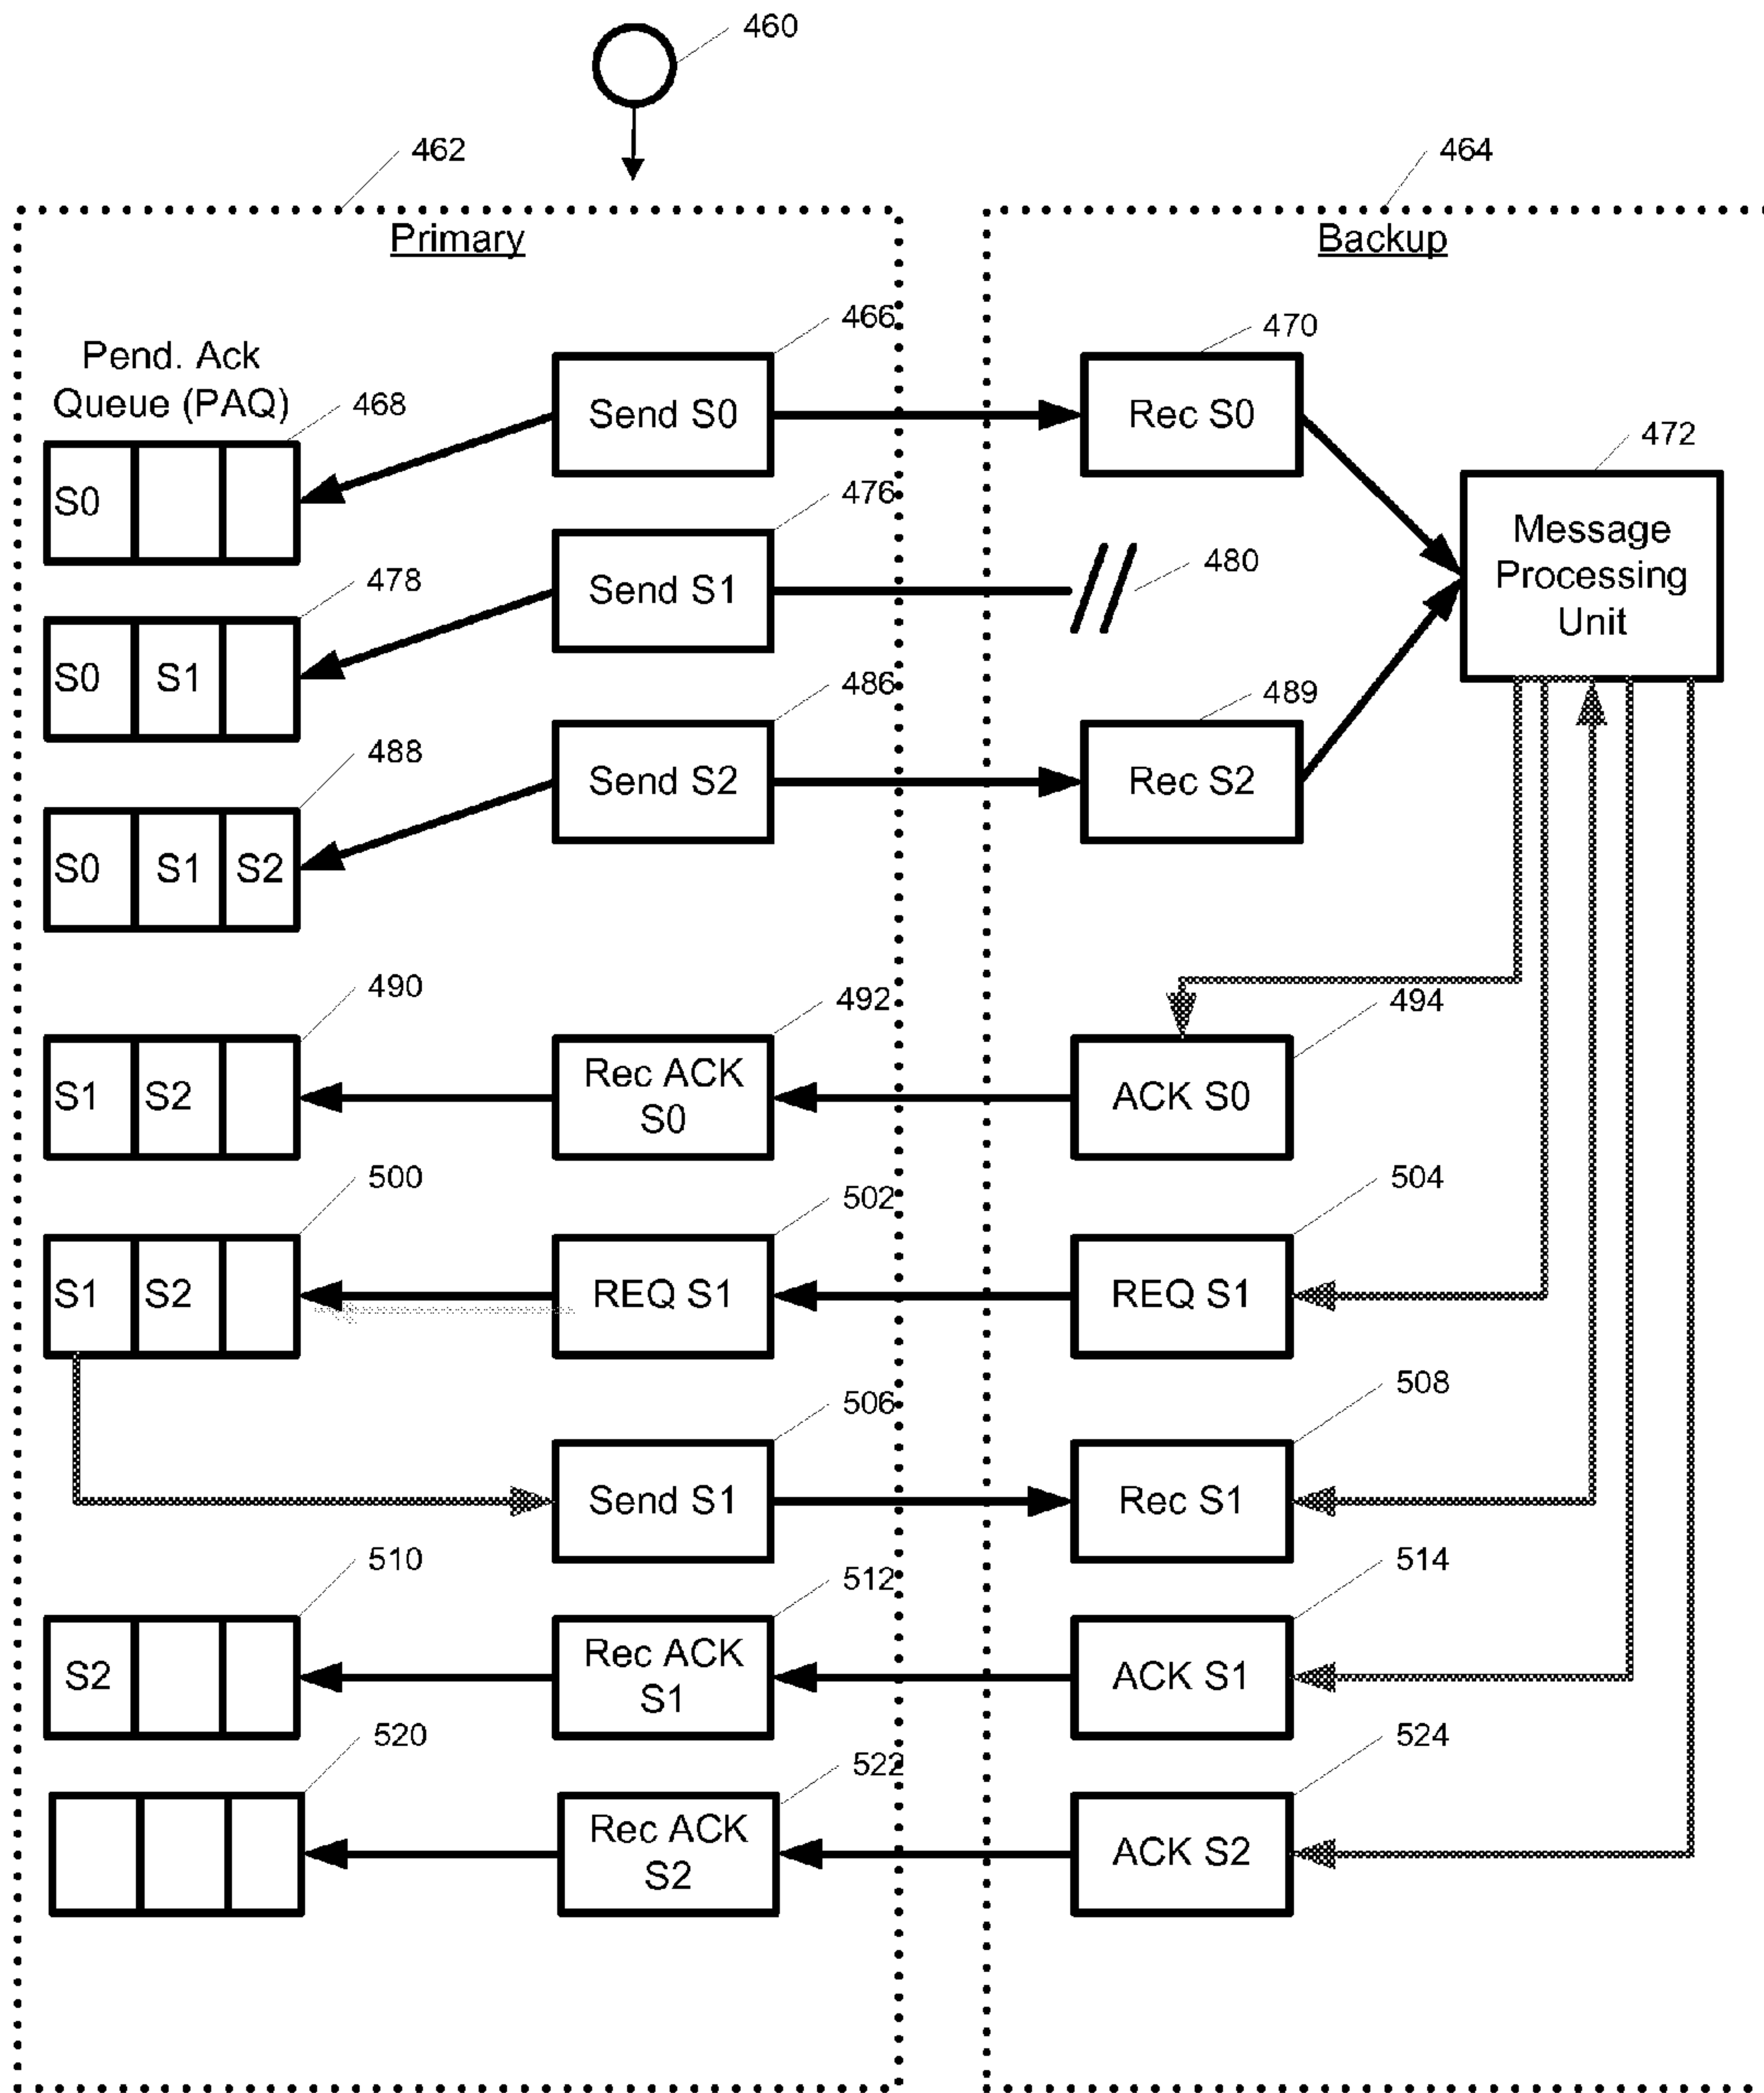 460
462
464
Primary
Backup
466
470
Pend. Ack
Queue (PAQ)
468
Send S0
Rec S0
472
S0
476
Message
Processing
Unit
478
Send S1
480
S0 S1
486
489
488
Send S2
Rec S2
S0 S1 S2
490
492
494
S1 S2
Rec ACK
S0
ACK S0
500
502
504
S1 S2
REQ S1
REQ S1
506
508
Send S1
Rec S1
510
512
514
S2
Rec ACK
S1
ACK S1
520
522
524
Rec ACK
S2
ACK S2